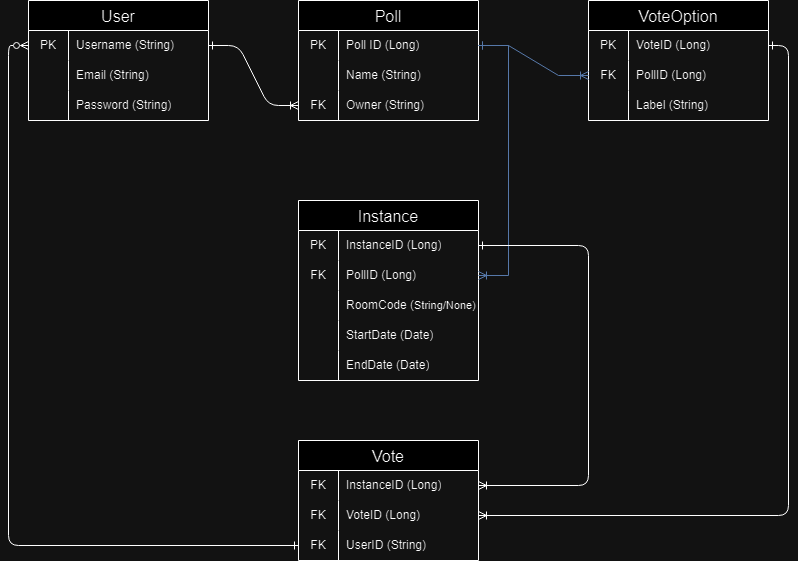 User
PK Username (String)
Email (String)
Password (String)
Poll
PK Poll ID (Long)
Name (String)
FK Owner (String)
VoteOption
PK VoteID (Long)
FK PollID (Long)
Label (String)
Instance
PK InstanceID (Long)
FK PollID (Long)
RoomCode (String/None)
StartDate (Date)
EndDate (Date)
Vote
FK InstanceID (Long)
FK VoteID (Long)
FK UserID (String)